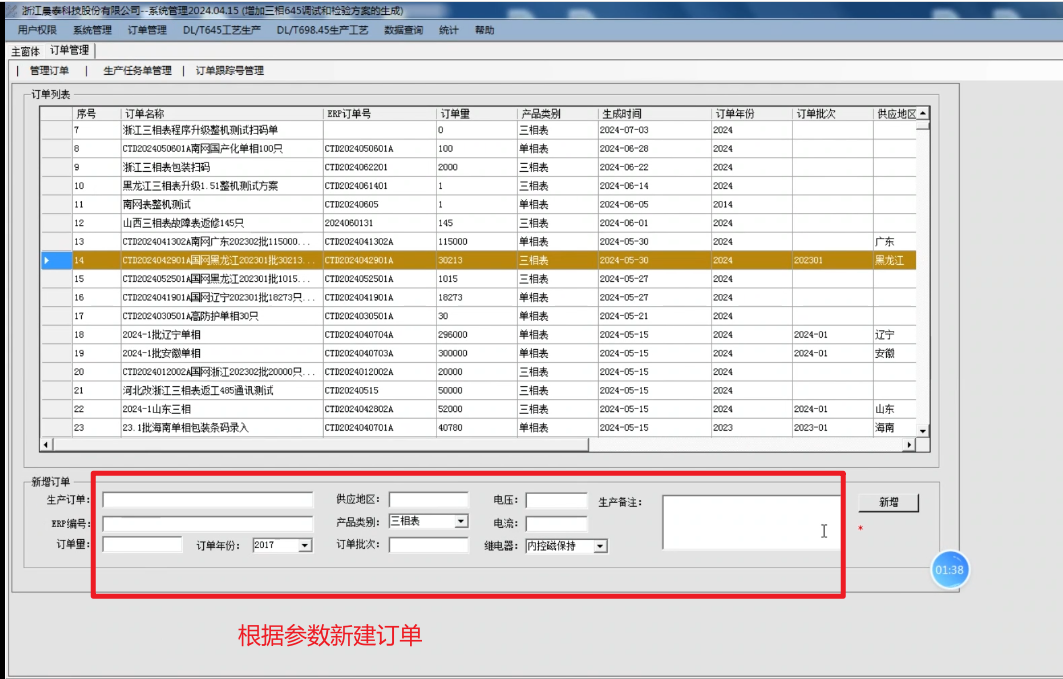 浙江晨泰科技股份有限公司--系统管理2024.04.15 (增加三相645调试和检验方案的生成)
用户权限 系统管理 订单管理 DL/T645工艺生产 DL/T698.45生产工艺 数据查询 统计 帮助
主窗体 订单管理
| 管理订单 | 生产任务单管理 | 订单跟踪号管理
订单列表
序号 订单名称 ERP订单号 订单量 产品类别 生成时间 订单年份 订单批次 供应地区
7 浙江三相表程序升级整机测试扫码单 0 三相表 2024-07-03 2024
8 CTD2024050601A南网国产化单相100只 CTD2024050601A 100 单相表 2024-06-28 2024
9 浙江三相表包装扫码 CTD2024062201 2000 三相表 2024-06-22 2024
10 黑龙江三相表升级1.51整机测试方案 CTD2024061401 1 三相表 2024-06-14 2024
11 南网表整机测试 CTD20240605 1 单相表 2024-06-05 2014
12 山西三相表故障表返修145只 2024060131 145 三相表 2024-06-01 2024
13 CTD2024041302A南网广东202302批115000... CTD2024041302A 115000 单相表 2024-05-30 2024 广东
14 CTD2024042901A国网黑龙江202301批30213... CTD2024042901A 30213 三相表 2024-05-30 2024 202301 黑龙江
15 CTD2024052501A国网黑龙江202301批1015... CTD2024052501A 1015 三相表 2024-05-27 2024
16 CTD2024041901A国网辽宁202301批18273只... CTD2024041901A 18273 单相表 2024-05-27 2024
17 CTD2024030501A高防护单相30只 CTD2024030501A 30 单相表 2024-05-21 2024
18 2024-1批辽宁单相 CTD2024040704A 296000 单相表 2024-05-15 2024 2024-01 辽宁
19 2024-1批安徽单相 CTD2024040703A 300000 单相表 2024-05-15 2024 2024-01 安徽
20 CTD2024012002A国网浙江202302批20000只... CTD2024012002A 20000 三相表 2024-05-15 2024
21 河北改浙江三相表返工485通讯测试 CTD20240515 50000 三相表 2024-05-15 2024
22 2024-1山东三相 CTD2024042802A 52000 三相表 2024-05-15 2024 2024-01 山东
23 23.1批海南单相包装条码录入 CTD2024040701A 40780 单相表 2024-05-15 2023 2023-01 海南
新增订单
生产订单: 供应地区: 电压: 生产备注: 新增
ERP编号: 产品类别: 三相表 电流: *
订单量: 订单年份: 2017 订单批次: 继电器: 内控磁保持
01:38
根据参数新建订单